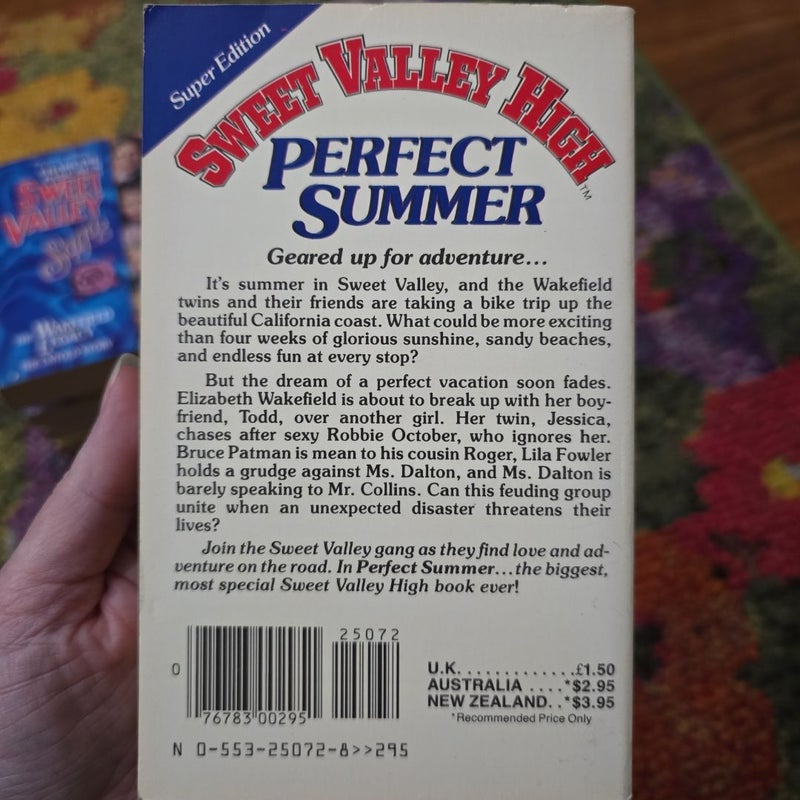 Super Edition
SWEET VALLEY HIGH™
PERFECT
SUMMER
Geared up for adventure...
It's summer in Sweet Valley, and the Wakefield
twins and their friends are taking a bike trip up the
beautiful California coast. What could be more exciting
than four weeks of glorious sunshine, sandy beaches,
and endless fun at every stop?
But the dream of a perfect vacation soon fades.
Elizabeth Wakefield is about to break up with her boy-
friend, Todd, over another girl. Her twin, Jessica,
chases after sexy Robbie October, who ignores her.
Bruce Patman is mean to his cousin Roger, Lila Fowler
holds a grudge against Ms. Dalton, and Ms. Dalton is
barely speaking to Mr. Collins. Can this feuding group
unite when an unexpected disaster threatens their
lives?
Join the Sweet Valley gang as they find love and ad-
venture on the road. In Perfect Summer...the biggest,
most special Sweet Valley High book ever!
25072
0
76783 00295
U.K. . . . . . . . . . . . .£1.50
AUSTRALIA . . . .*$2.95
NEW ZEALAND. .*$3.95
*Recommended Price Only
N 0-553-25072-8>>295
SWEET
VALLEY
Saga